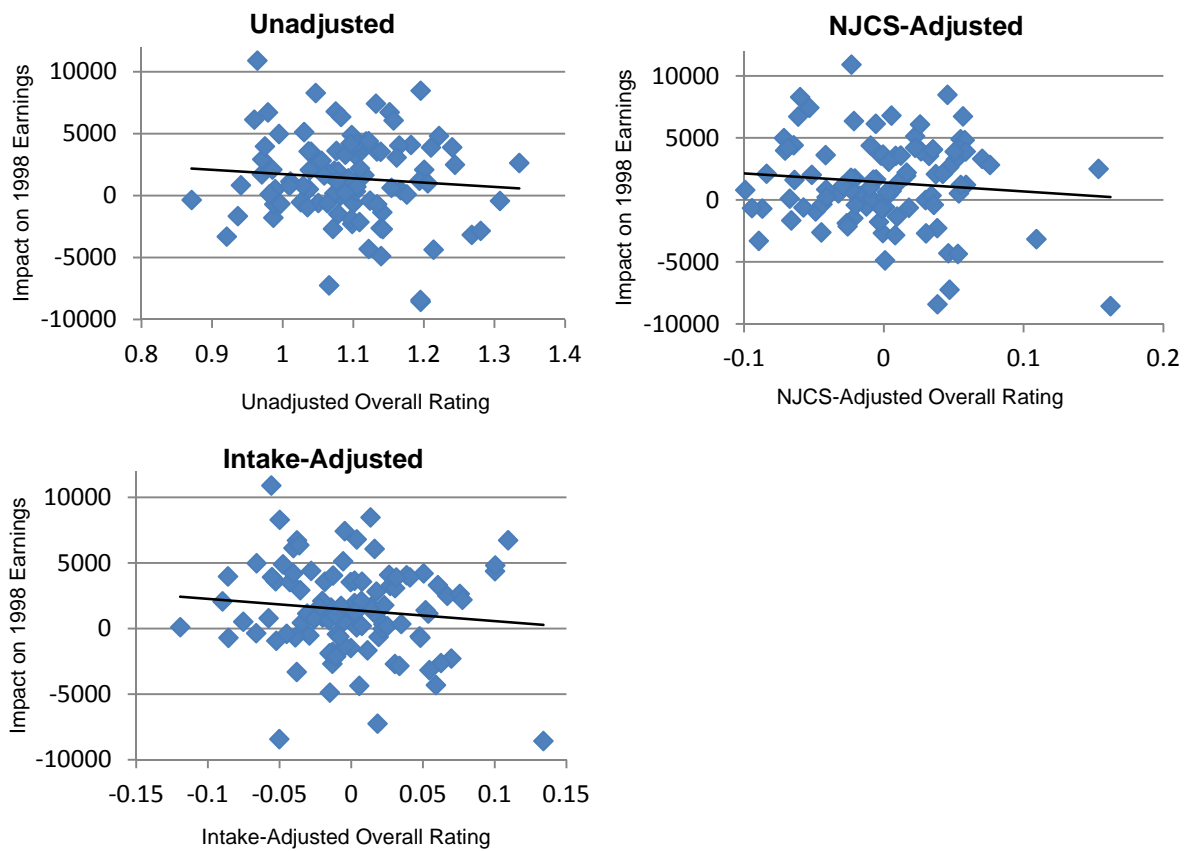 Unadjusted
Impact on 1998 Earnings
10000
5000
0
-5000
-10000
0.8 0.9 1 1.1 1.2 1.3 1.4
Unadjusted Overall Rating
NJCS-Adjusted
Impact on 1998 Earnings
10000
5000
0
-5000
-10000
-0.1 0 0.1 0.2
NJCS-Adjusted Overall Rating
Intake-Adjusted
Impact on 1998 Earnings
10000
5000
0
-5000
-10000
-0.15 -0.1 -0.05 0 0.05 0.1 0.15
Intake-Adjusted Overall Rating